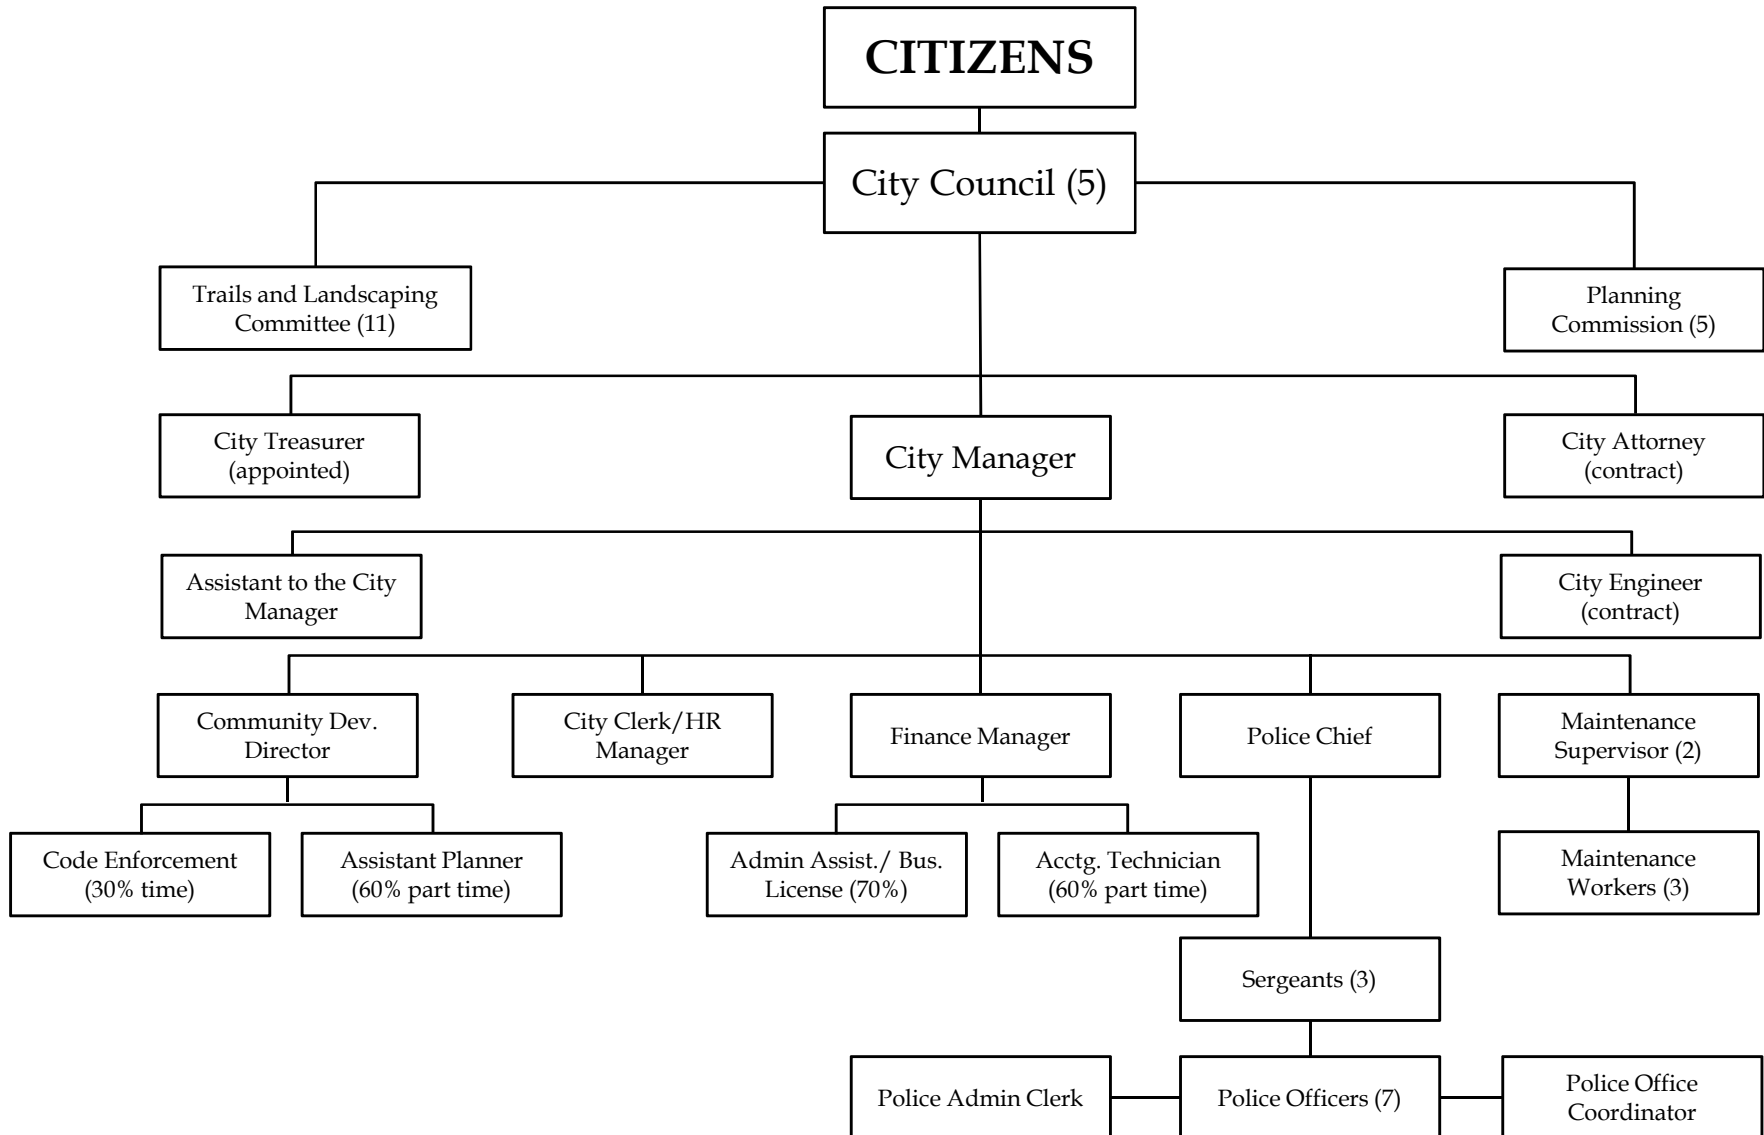 CITIZENS
City Council (5)
Trails and Landscaping
Committee (11)
Planning
Commission (5)
City Treasurer
(appointed)
City Manager
City Attorney
(contract)
Assistant to the City
Manager
City Engineer
(contract)
Community Dev.
Director
City Clerk/HR
Manager
Finance Manager
Police Chief
Maintenance
Supervisor (2)
Code Enforcement
(30% time)
Assistant Planner
(60% part time)
Admin Assist./ Bus.
License (70%)
Acctg. Technician
(60% part time)
Maintenance
Workers (3)
Sergeants (3)
Police Admin Clerk
Police Officers (7)
Police Office
Coordinator